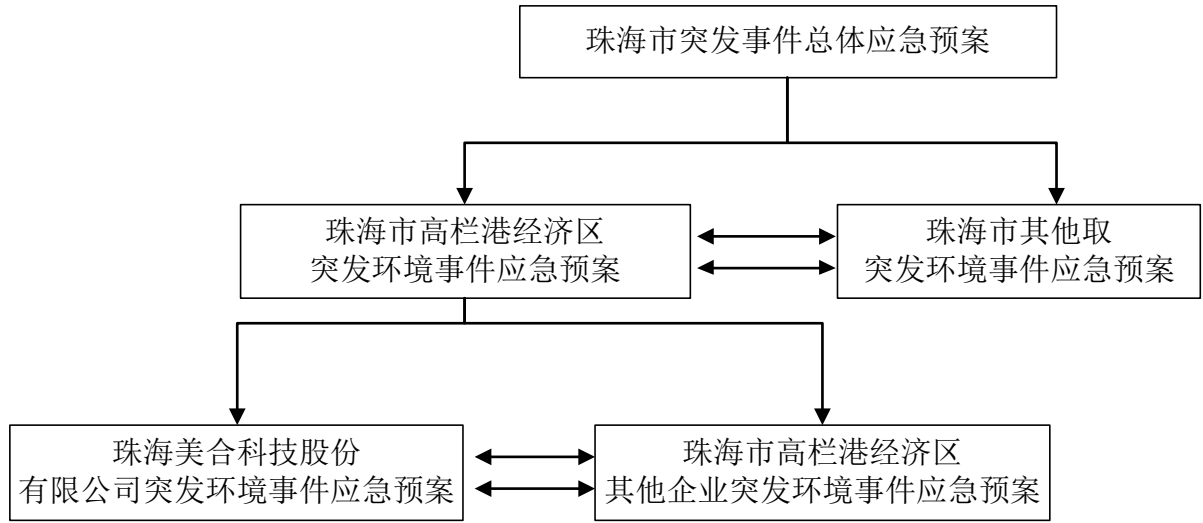 珠海市突发事件总体应急预案
珠海市高栏港经济区
突发环境事件应急预案
珠海市其他取
突发环境事件应急预案
珠海美合科技股份
有限公司突发环境事件应急预案
珠海市高栏港经济区
其他企业突发环境事件应急预案